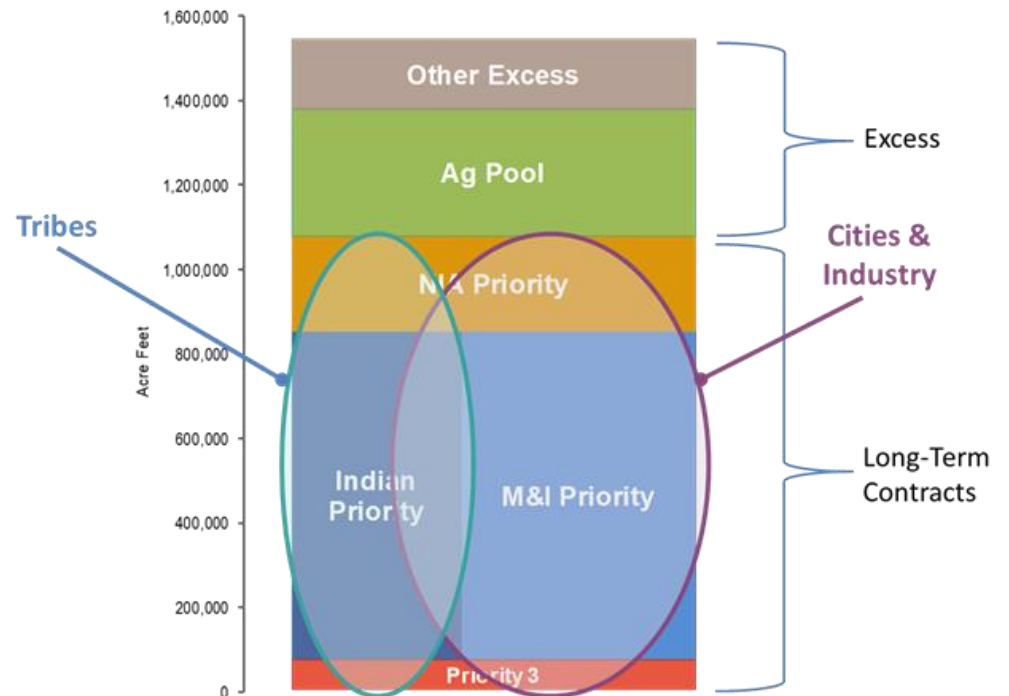 1,600,000
Other Excess
1,400,000
Excess
Ag Pool
1,200,000
Tribes
Cities &
Industry
1,000,000
NIA Priority
Acre Feet
800,000
600,000
Indian
Priority
M&I Priority
Long-Term
Contracts
400,000
200,000
Priority 3
0